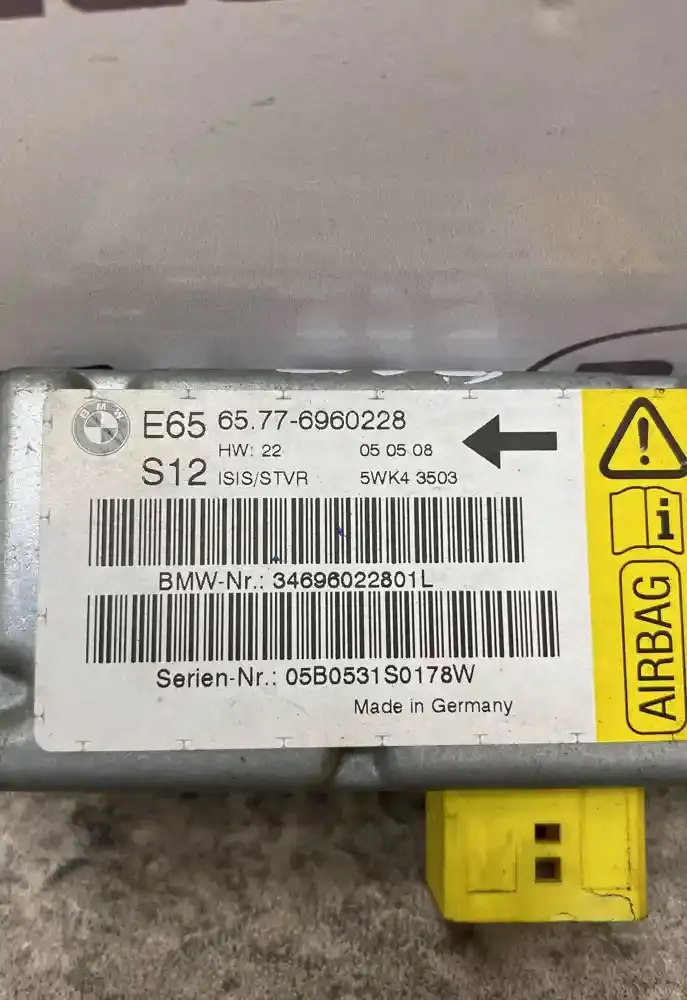 BMW
E65 65.77-6960228
HW: 22 05 05 08
S12 ISIS/STVR 5WK4 3503
BMW-Nr.: 34696022801L
Serien-Nr.: 05B0531S0178W
Made in Germany
i
AIRBAG